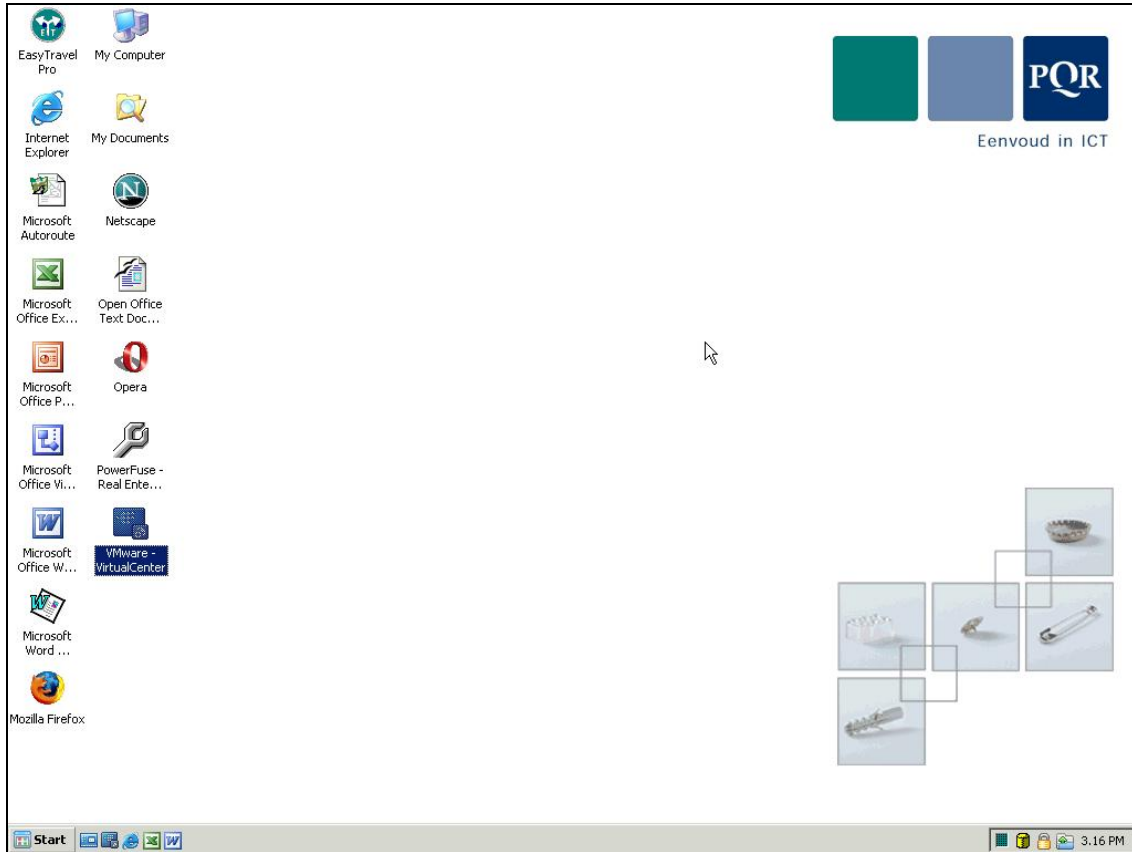 EasyTravel
Pro
My Computer
PQR
Eenvoud in ICT
Internet
Explorer
My Documents
Microsoft
Autoroute
Netscape
Microsoft
Office Ex...
Open Office
Text Doc...
Microsoft
Office P...
Opera
Microsoft
Office Vi...
PowerFuse -
Real Ente...
Microsoft
Office W...
VMware -
VirtualCenter
Microsoft
Word ...
Mozilla Firefox
Start
3.16 PM